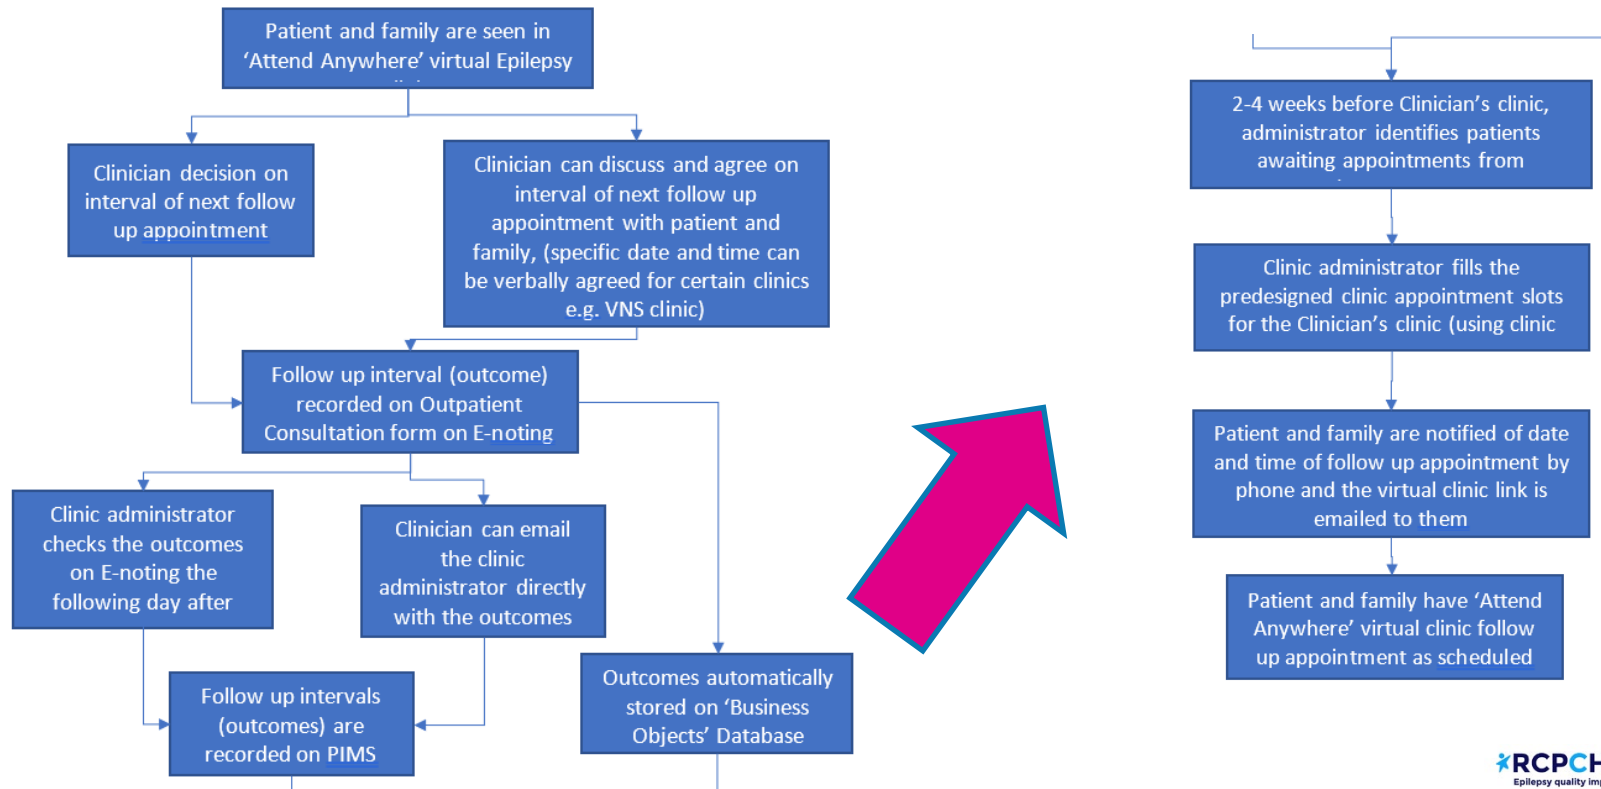 Patient and family are seen in
‘Attend Anywhere’ virtual Epilepsy
Clinician decision on
interval of next follow
up appointment
Clinician can discuss and agree on
interval of next follow up
appointment with patient and
family, (specific date and time can
be verbally agreed for certain clinics
e.g. VNS clinic)
Follow up interval (outcome)
recorded on Outpatient
Consultation form on E-noting
Clinic administrator
checks the outcomes
on E-noting the
following day after
Clinician can email
the clinic
administrator directly
with the outcomes
Follow up intervals
(outcomes) are
recorded on PIMS
Outcomes automatically
stored on ‘Business
Objects’ Database
2-4 weeks before Clinician’s clinic,
administrator identifies patients
awaiting appointments from
Clinic administrator fills the
predesigned clinic appointment slots
for the Clinician’s clinic (using clinic
Patient and family are notified of date
and time of follow up appointment by
phone and the virtual clinic link is
emailed to them
Patient and family have ‘Attend
Anywhere’ virtual clinic follow
up appointment as scheduled
RCPCH
Epilepsy quality